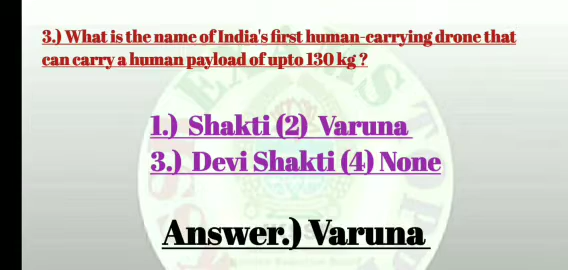 3.) What is the name of India's first human-carrying drone that
can carry a human payload of upto 130 kg ?
1.) Shakti (2) Varuna
3.) Devi Shakti (4) None
Answer.) Varuna